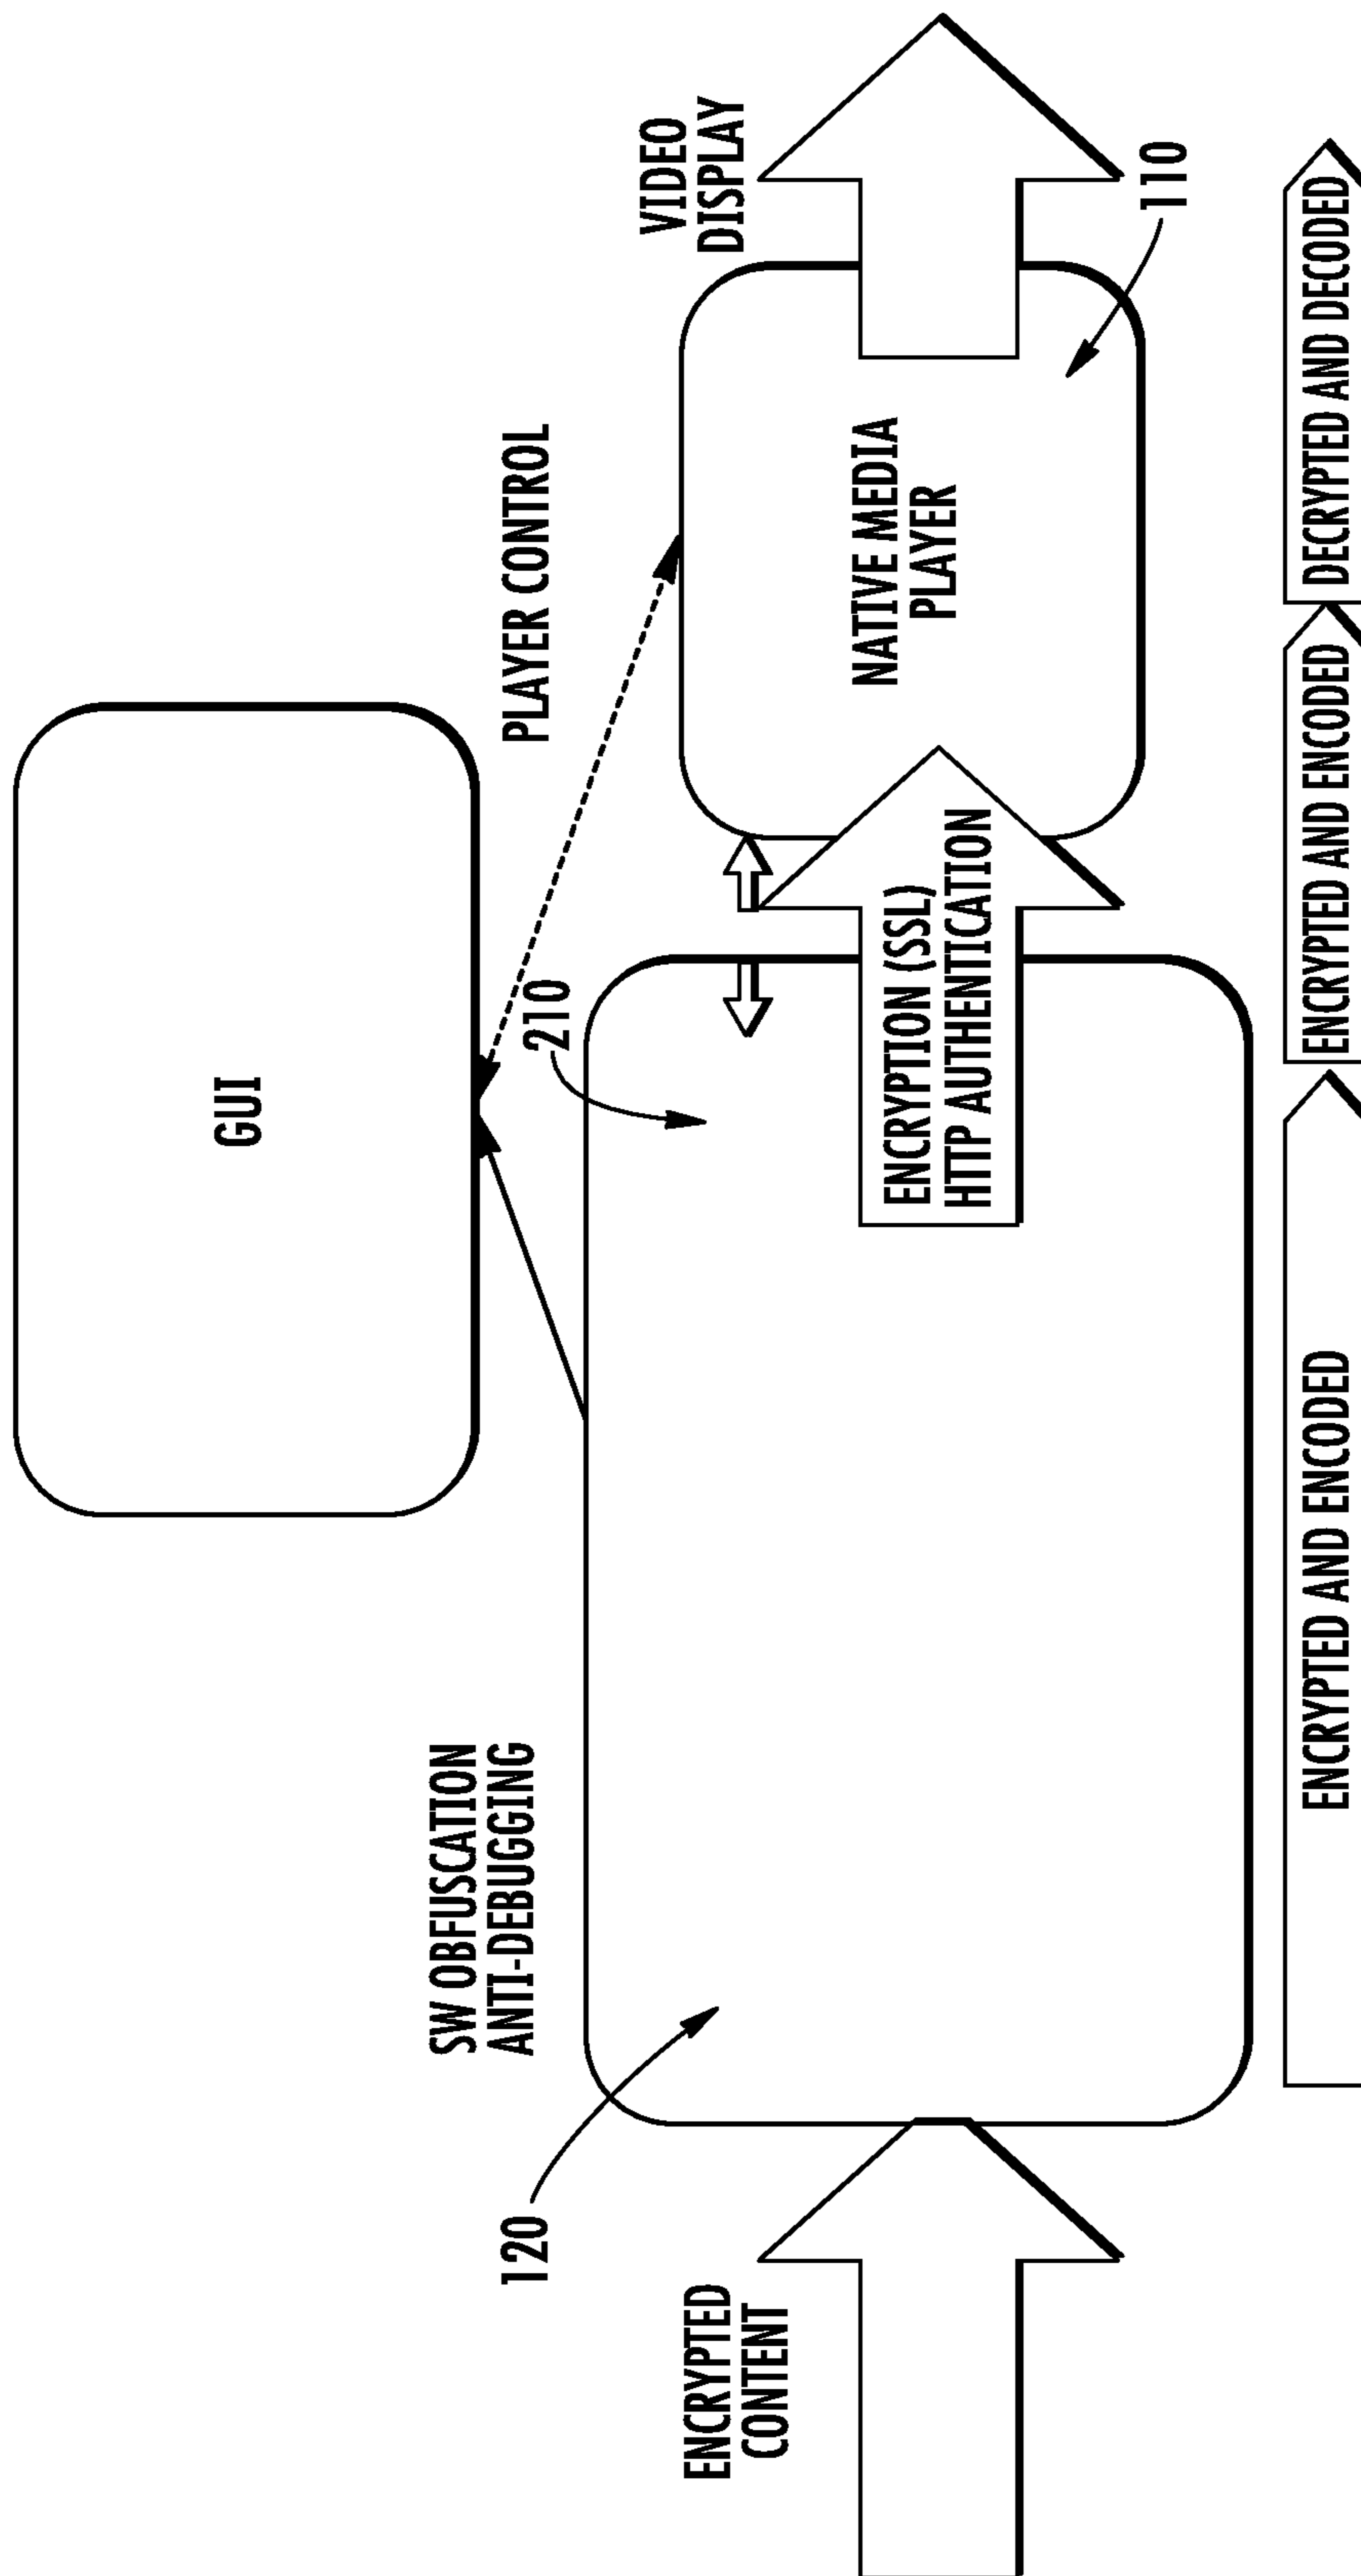 GUI
SW OBFUSCATION
ANTI-DEBUGGING
PLAYER CONTROL
120
210
VIDEO
DISPLAY
ENCRYPTED
CONTENT
ENCRYPTION (SSL)
HTTP AUTHENTICATION
NATIVE MEDIA
PLAYER
110
ENCRYPTED AND ENCODED
ENCRYPTED AND ENCODED
DECRYPTED AND DECODED